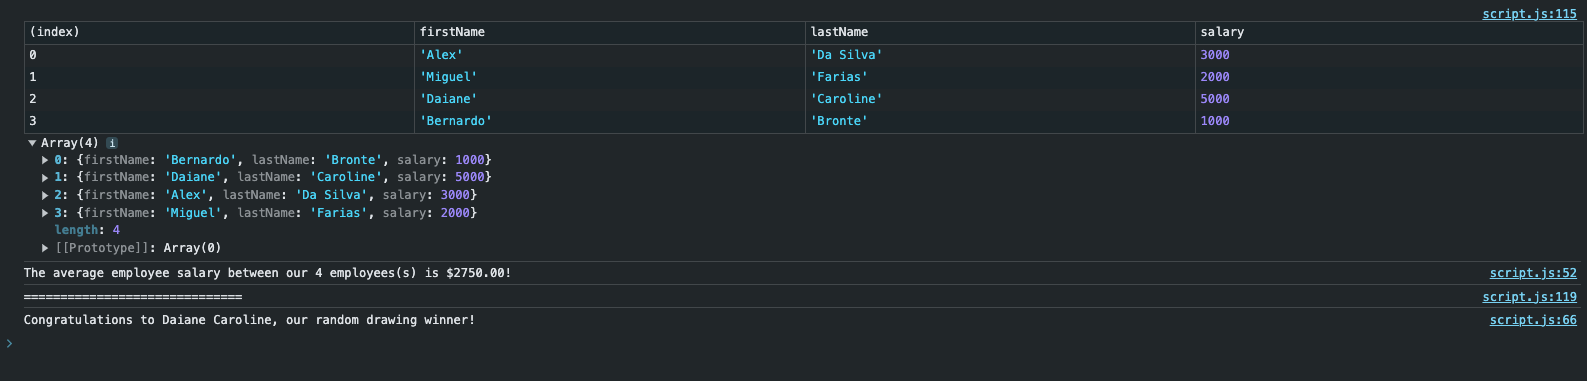 script.js:115
(index) firstName lastName salary
0 'Alex' 'Da Silva' 3000
1 'Miguel' 'Farias' 2000
2 'Daiane' 'Caroline' 5000
3 'Bernardo' 'Bronte' 1000
▼ Array(4) i
▶ 0: {firstName: 'Bernardo', lastName: 'Bronte', salary: 1000}
▶ 1: {firstName: 'Daiane', lastName: 'Caroline', salary: 5000}
▶ 2: {firstName: 'Alex', lastName: 'Da Silva', salary: 3000}
▶ 3: {firstName: 'Miguel', lastName: 'Farias', salary: 2000}
length: 4
▶ [[Prototype]]: Array(0)
The average employee salary between our 4 employees(s) is $2750.00! script.js:52
============================== script.js:119
Congratulations to Daiane Caroline, our random drawing winner! script.js:66
>